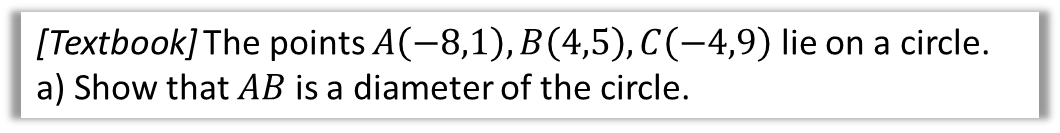 [Textbook] The points A(−8,1), B(4,5), C(−4,9) lie on a circle.
a) Show that AB is a diameter of the circle.